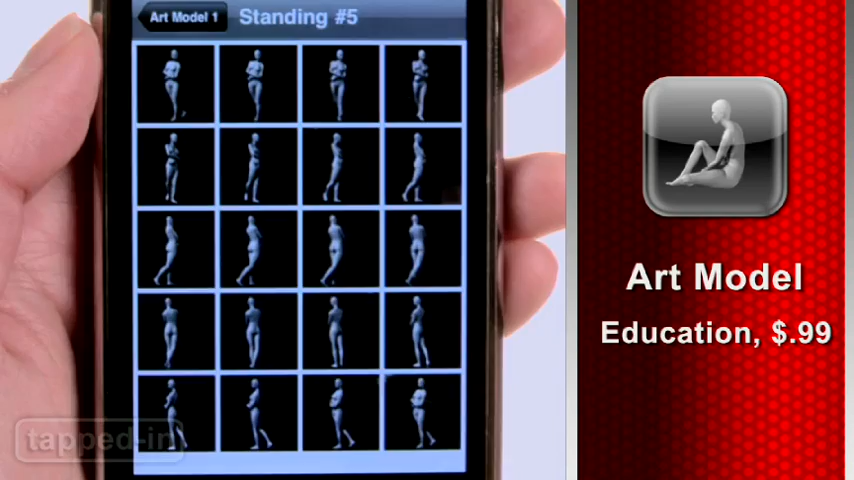 Art Model 1
Standing #5
Art Model
Education, $.99
tapped-in